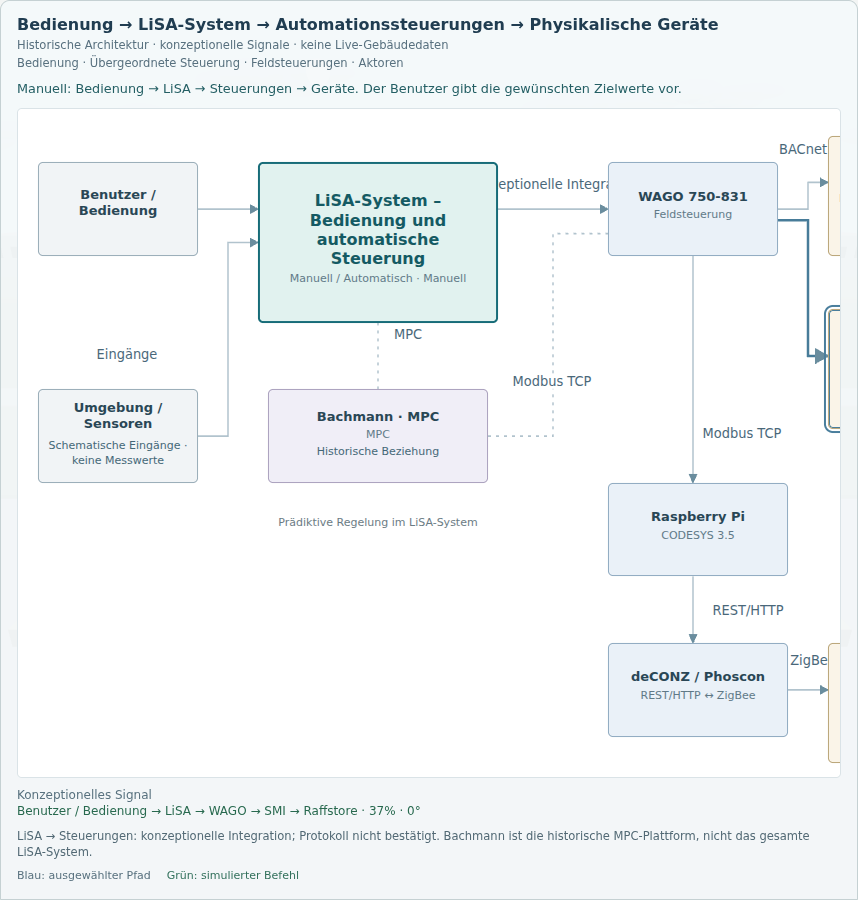 Bedienung → LiSA-System → Automationssteuerungen → Physikalische Geräte
Historische Architektur · konzeptionelle Signale · keine Live-Gebäudedaten
Bedienung · Übergeordnete Steuerung · Feldsteuerungen · Aktoren
Manuell: Bedienung → LiSA → Steuerungen → Geräte. Der Benutzer gibt die gewünschten Zielwerte vor.
BACnet
Benutzer /
Bedienung
LiSA-System –
Bedienung und
automatische
Steuerung
Manuell / Automatisch · Manuell
eptionelle Integra
WAGO 750-831
Feldsteuerung
MPC
Eingänge
Modbus TCP
Umgebung /
Sensoren
Schematische Eingänge ·
keine Messwerte
Bachmann · MPC
MPC
Historische Beziehung
Modbus TCP
Prädiktive Regelung im LiSA-System
Raspberry Pi
CODESYS 3.5
REST/HTTP
deCONZ / Phoscon
REST/HTTP ↔ ZigBee
ZigBe
Konzeptionelles Signal
Benutzer / Bedienung → LiSA → WAGO → SMI → Raffstore · 37% · 0°
LiSA → Steuerungen: konzeptionelle Integration; Protokoll nicht bestätigt. Bachmann ist die historische MPC-Plattform, nicht das gesamte
LiSA-System.
Blau: ausgewählter Pfad Grün: simulierter Befehl